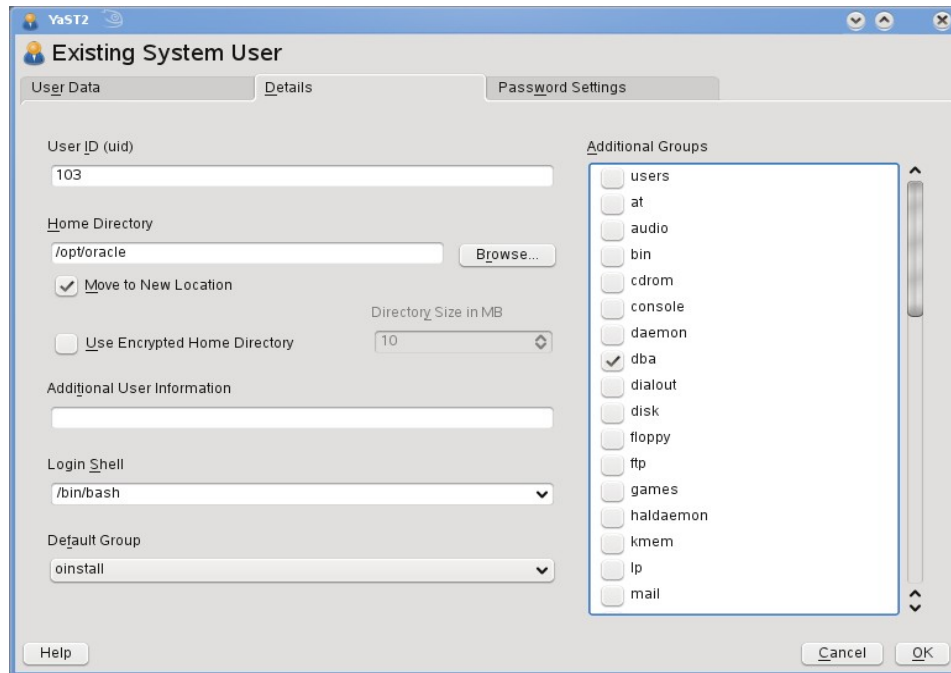 YaST2
Existing System User
User Data
Details
Password Settings
User ID (uid)
103
Home Directory
/opt/oracle
Browse...
Move to New Location
Directory Size in MB
Use Encrypted Home Directory
10
Additional User Information
Login Shell
/bin/bash
Default Group
oinstall
Additional Groups
users
at
audio
bin
cdrom
console
daemon
dba
dialout
disk
floppy
ftp
games
haldaemon
kmem
lp
mail
Help
Cancel
OK